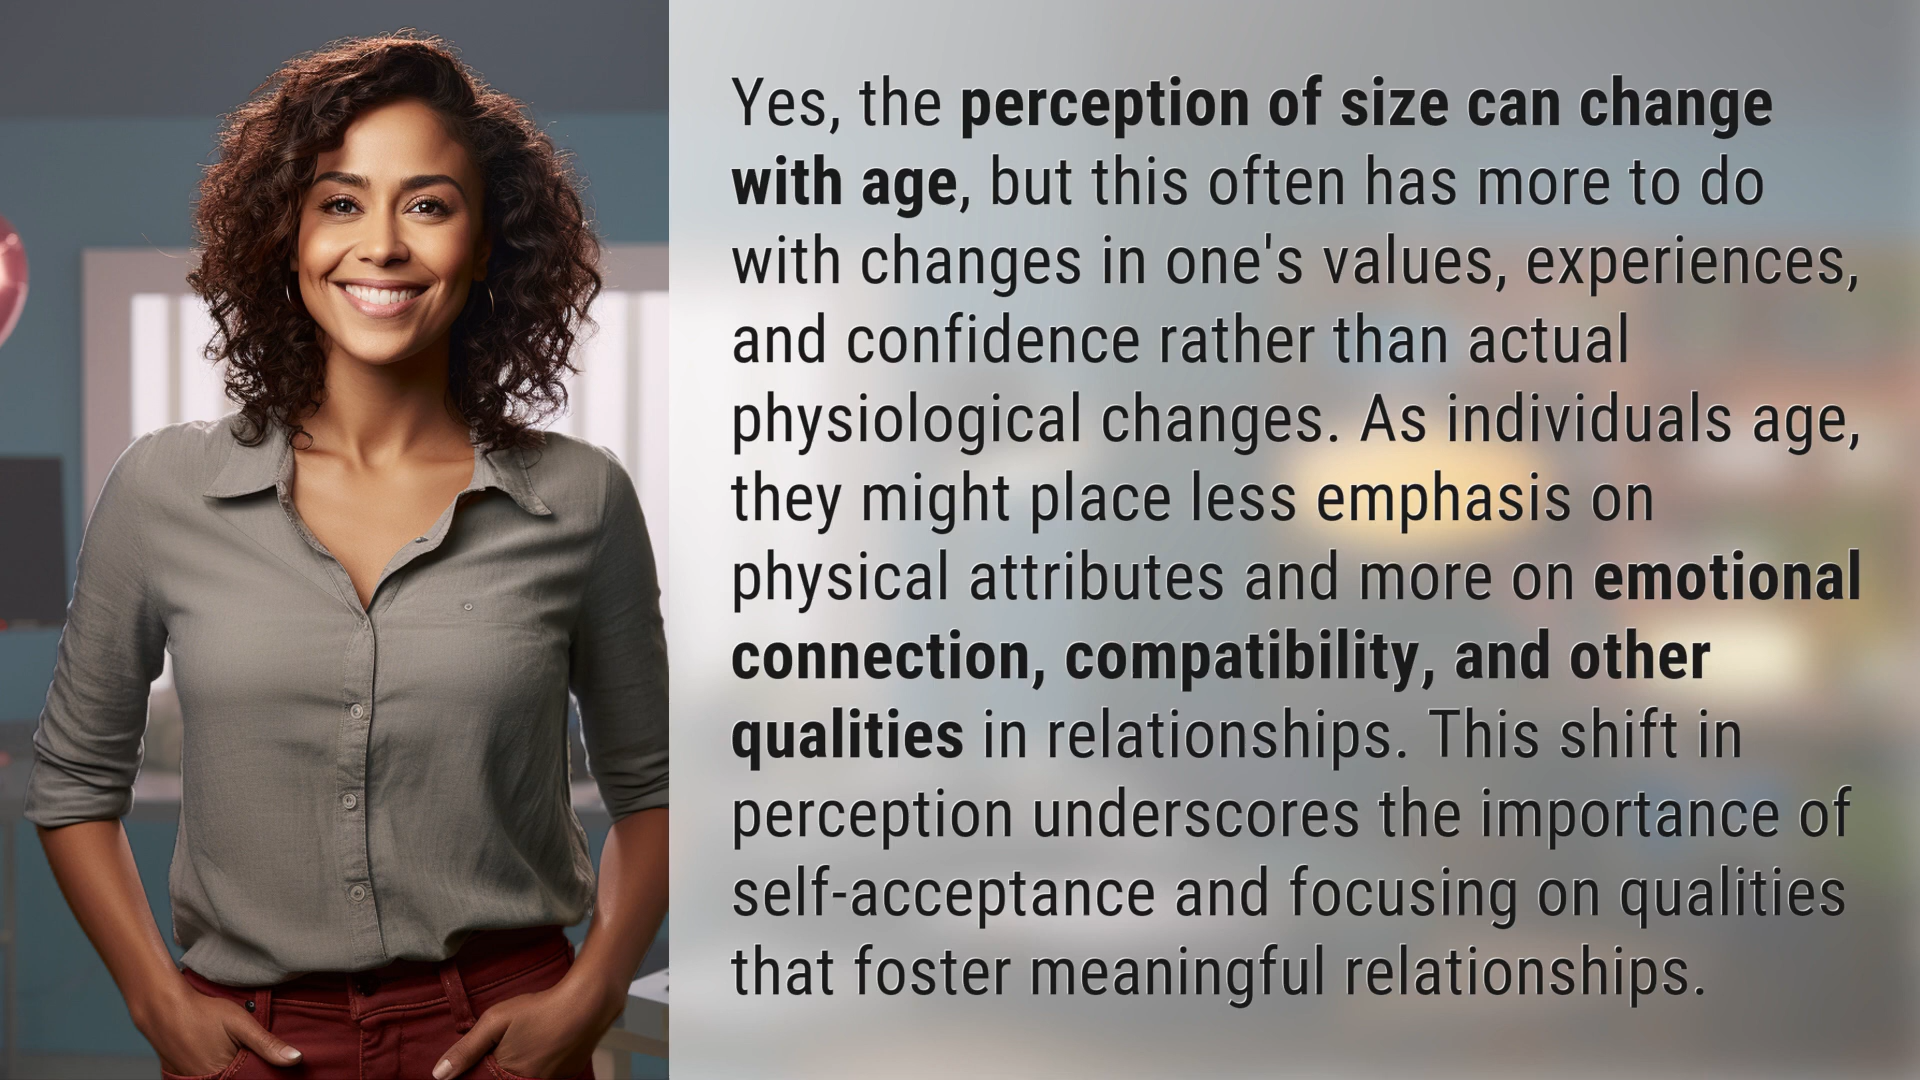 Yes, the perception of size can change
with age, but this often has more to do
with changes in one's values, experiences,
and confidence rather than actual
physiological changes. As individuals age,
they might place less emphasis on
physical attributes and more on emotional
connection, compatibility, and other
qualities in relationships. This shift in
perception underscores the importance of
self-acceptance and focusing on qualities
that foster meaningful relationships.